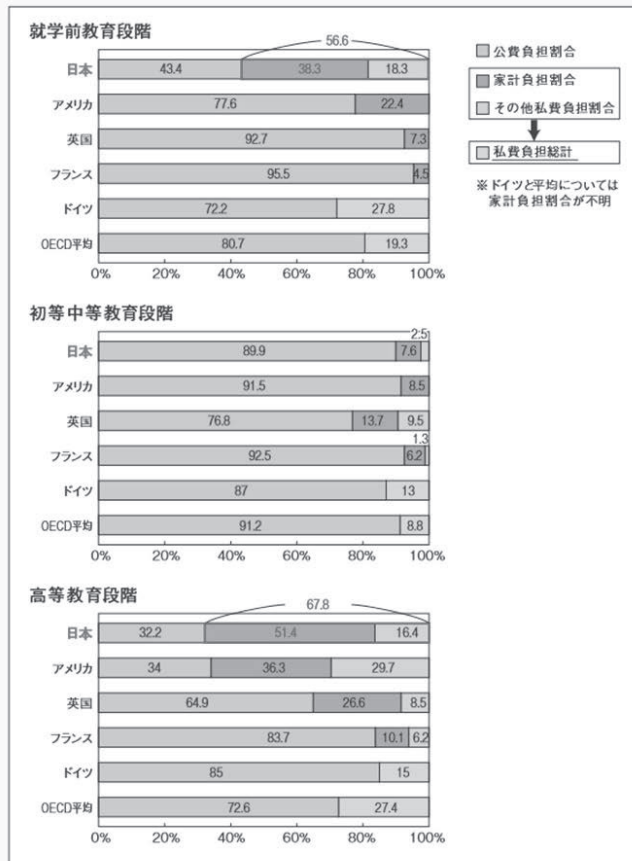 就学前教育段階
56.6
日本 43.4 38.3 18.3
アメリカ 77.6 22.4
英国 92.7 7.3
フランス 95.5 4.5
ドイツ 72.2 27.8
OECD平均 80.7 19.3
0% 20% 40% 60% 80% 100%
公費負担割合
家計負担割合
その他私費負担割合
私費負担総計
※ドイツと平均については
家計負担割合が不明
初等中等教育段階
2.5
日本 89.9 7.6
アメリカ 91.5 8.5
英国 76.8 13.7 9.5
1.3
フランス 92.5 6.2
ドイツ 87 13
OECD平均 91.2 8.8
0% 20% 40% 60% 80% 100%
高等教育段階
67.8
日本 32.2 51.4 16.4
アメリカ 34 36.3 29.7
英国 64.9 26.6 8.5
フランス 83.7 10.1 6.2
ドイツ 85 15
OECD平均 72.6 27.4
0% 20% 40% 60% 80% 100%